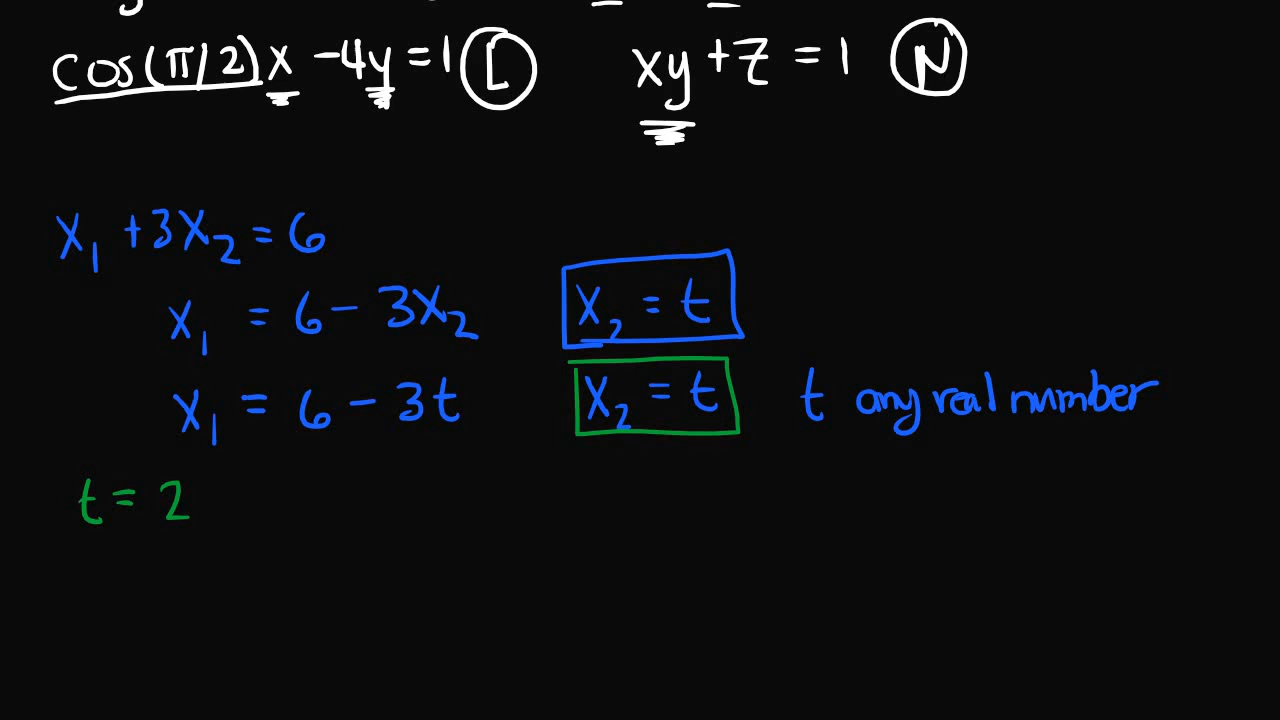 cos(π/2)x - 4y = 1 L xy + z = 1 N
x₁ + 3x₂ = 6
x₁ = 6 - 3x₂ x₂ = t
x₁ = 6 - 3t x₂ = t t any real number
t = 2